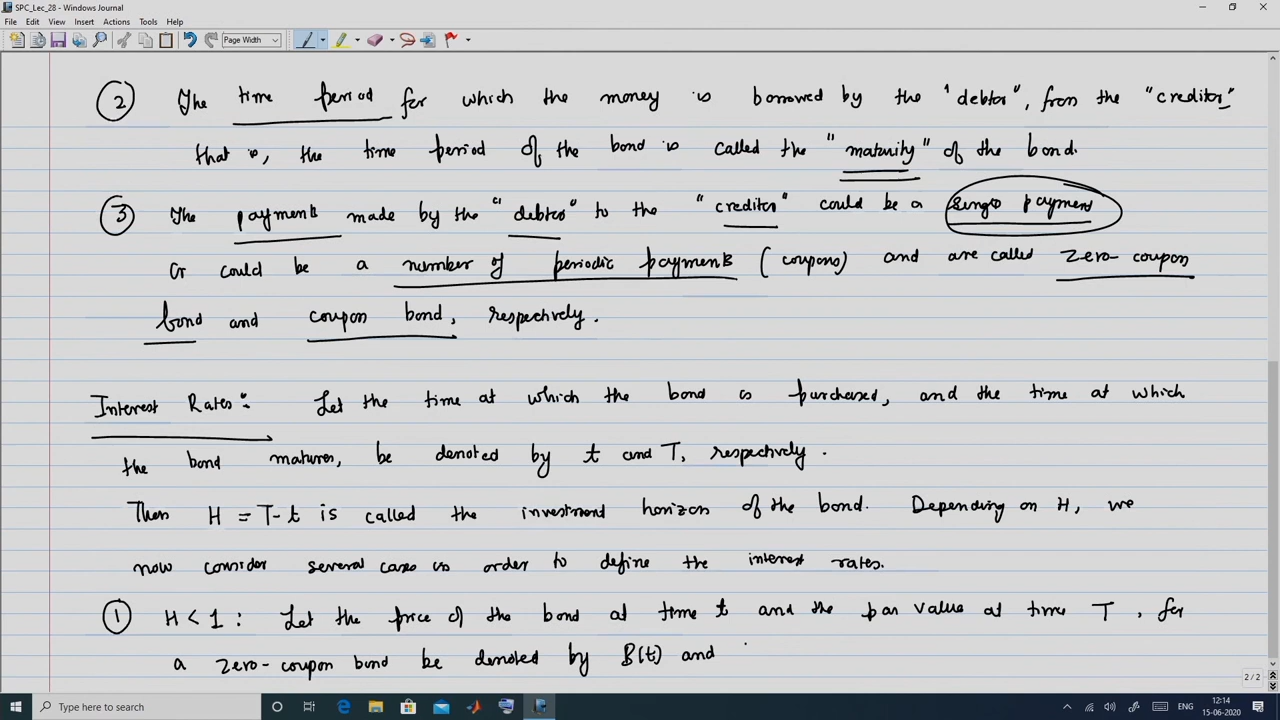 SPC_Lec_28 - Windows Journal
File Edit View Insert Actions Tools Help
Page Width
② The time period for which the money is borrowed by the "debtor", from the "creditor"
that is, the time period of the bond is called the "maturity" of the bond.
③ The payments made by the "debtor" to the "creditor" could be a single payment
or could be a number of periodic payments (coupons) and are called zero-coupon
bond and coupon bond, respectively.
Interest Rates: Let the time at which the bond is purchased, and the time at which
the bond matures, be denoted by t and T, respectively.
Then H = T-t is called the investment horizon of the bond. Depending on H, we
now consider several cases in order to define the interest rates.
① H < 1 : Let the price of the bond at time t and the par value at time T, for
a zero-coupon bond be denoted by B(t) and
2/2
Type here to search
ENG
12:14
15-06-2020